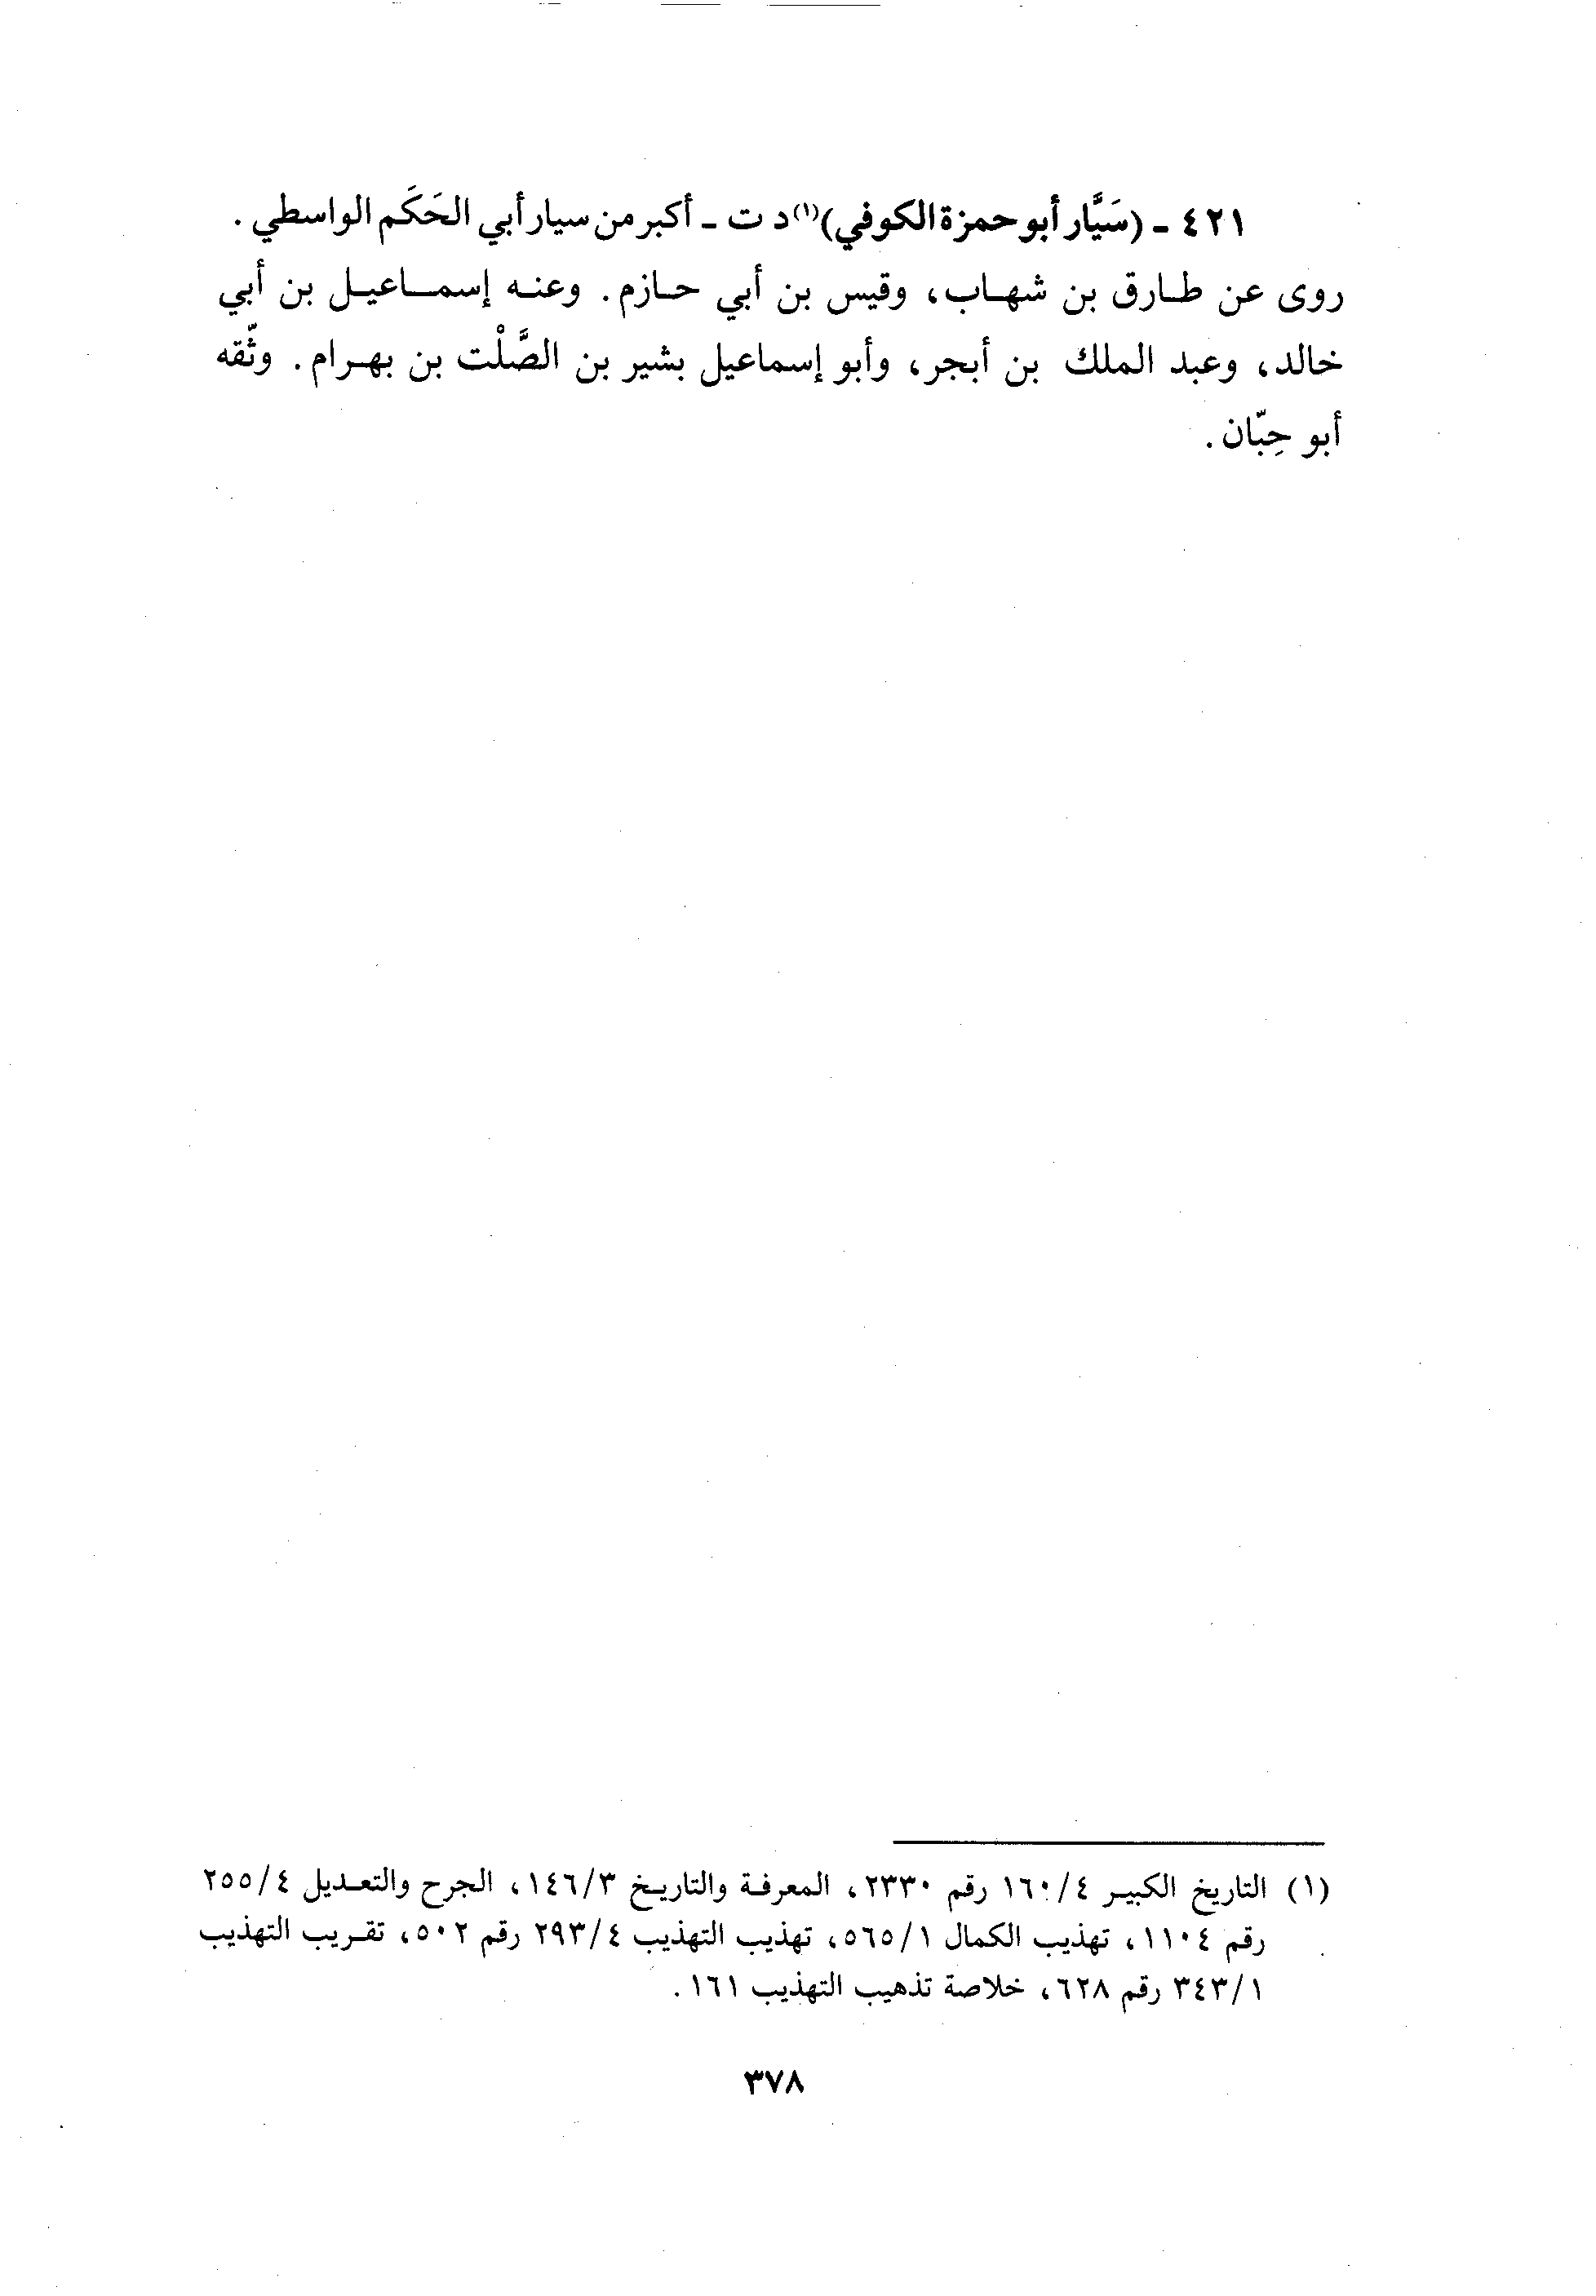 ٤٢١ - (سَيَّار أبو حمزة الكوفي)(١) د ت - أكبر من سيار أبي الحَكَم الواسطي .
روى عن طارق بن شهاب، وقيس بن أبي حازم. وعنه إسماعيل بن أبي
خالد، وعبد الملك بن أبجر، وأبو إسماعيل بشير بن الصَّلْت بن بهرام. وثّقه
أبو حِبّان.
(١) التاريخ الكبير ١٦٠/٤ رقم ٢٣٣٠، المعرفة والتاريخ ١٤٦/٣، الجرح والتعديل ٢٥٥/٤
رقم ١١٠٤، تهذيب الكمال ٥٦٥/١، تهذيب التهذيب ٢٩٣/٤ رقم ٥٠٢، تقريب التهذيب
٣٤٣/١ رقم ٦٢٨، خلاصة تذهيب التهذيب ١٦١.
٣٧٨